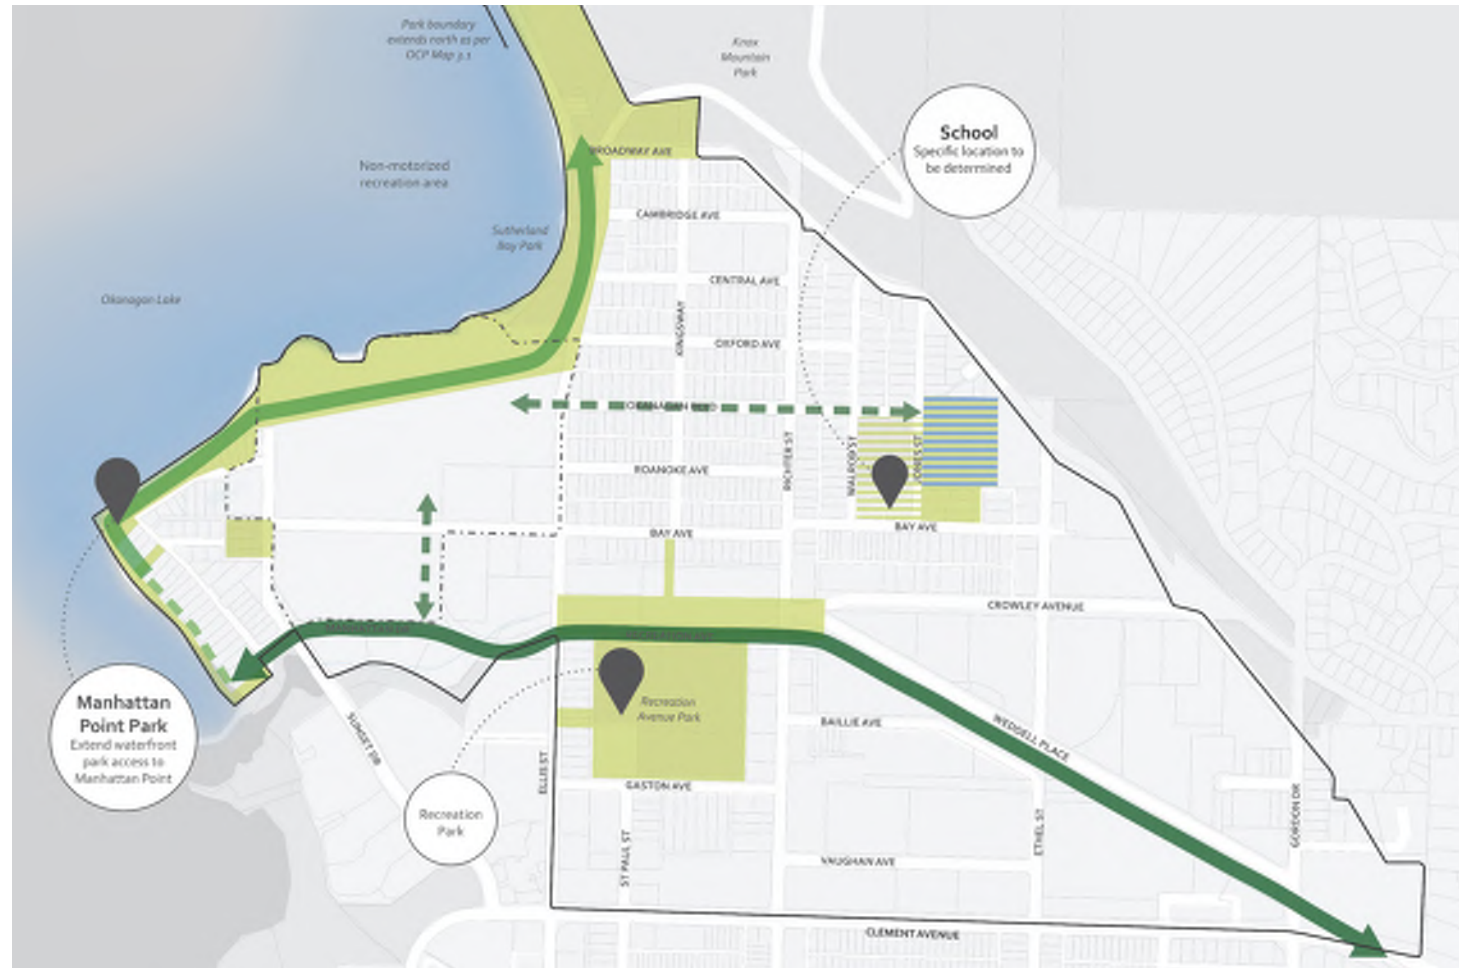 Park boundary
extends north as per
OCP Map 3.1
Knox
Mountain
Park
School
Specific location to
be determined
Non-motorized
recreation area
BROADWAY AVE
CAMBRIDGE AVE
Sutherland
Bay Park
CENTRAL AVE
Okanagan Lake
KINGSWAY
OXFORD AVE
OKANAGAN BLVD
RICHTER ST
WALROD ST
ROANOKE AVE
BAY AVE
BAY AVE
CROWLEY AVENUE
Manhattan
Point Park
Extend waterfront
park access to
Manhattan Point
Recreation
Avenue Park
SUNSET DR
BAILLIE AVE
WEDDELL PLACE
ELLIS ST
GASTON AVE
Recreation
Park
ST PAUL ST
ETHEL ST
GORDON DR
VAUGHAN AVE
CLEMENT AVENUE